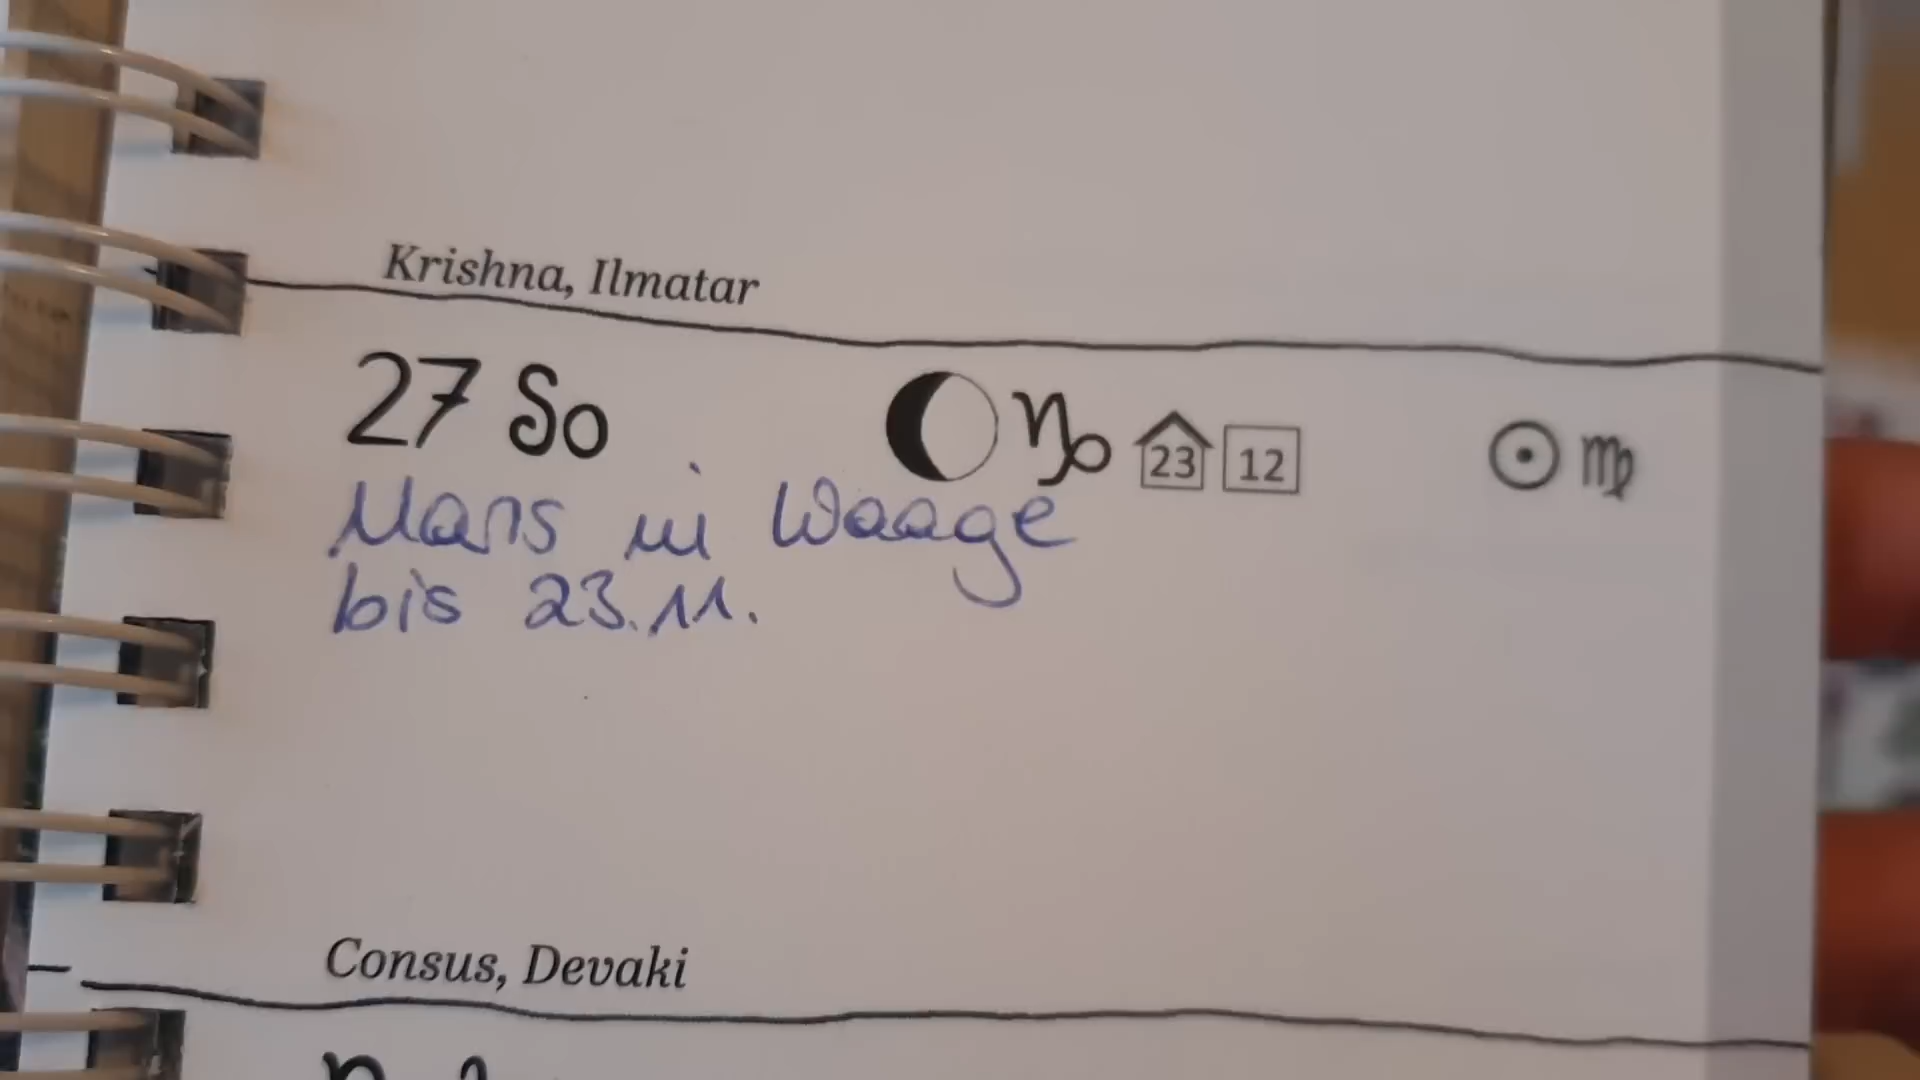 Krishna, Ilmatar
27 So ♑ 23 12 ☉ ♍
Mars in Waage
bis 23.11.
Consus, Devaki